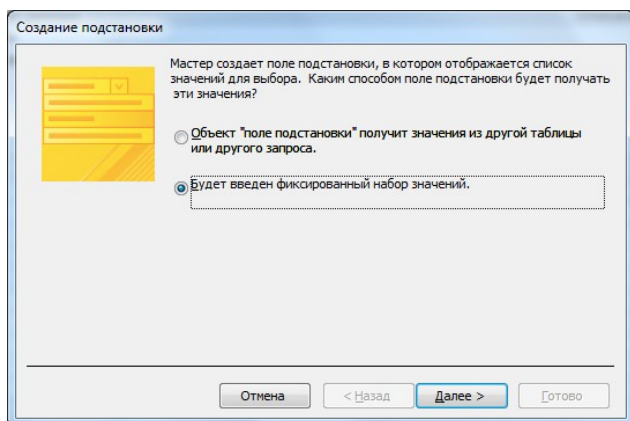 Создание подстановки
Мастер создает поле подстановки, в котором отображается список
значений для выбора. Каким способом поле подстановки будет получать
эти значения?
Объект "поле подстановки" получит значения из другой таблицы
или другого запроса.
Будет введен фиксированный набор значений.
Отмена
< Назад
Далее >
Готово